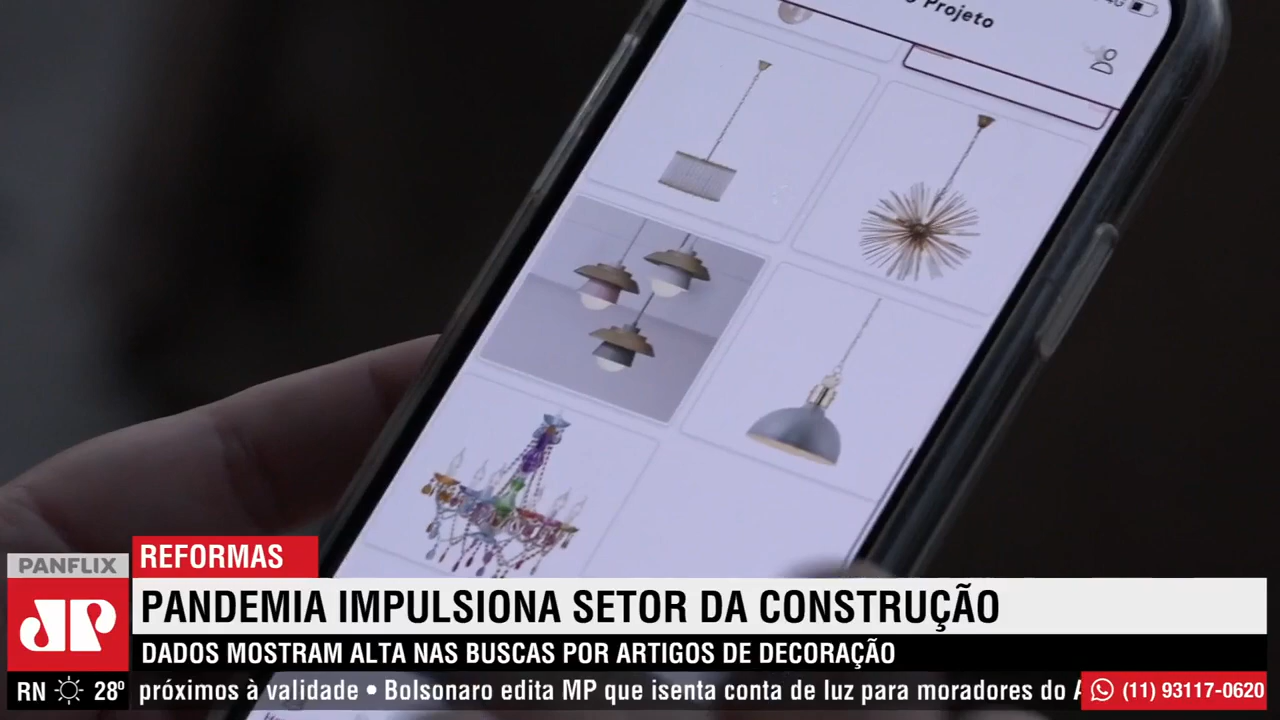 Projeto
REFORMAS
PANFLIX
JP
PANDEMIA IMPULSIONA SETOR DA CONSTRUÇÃO
DADOS MOSTRAM ALTA NAS BUSCAS POR ARTIGOS DE DECORAÇÃO
RN 28º
próximos à validade • Bolsonaro edita MP que isenta conta de luz para moradores do
(11) 93117-0620